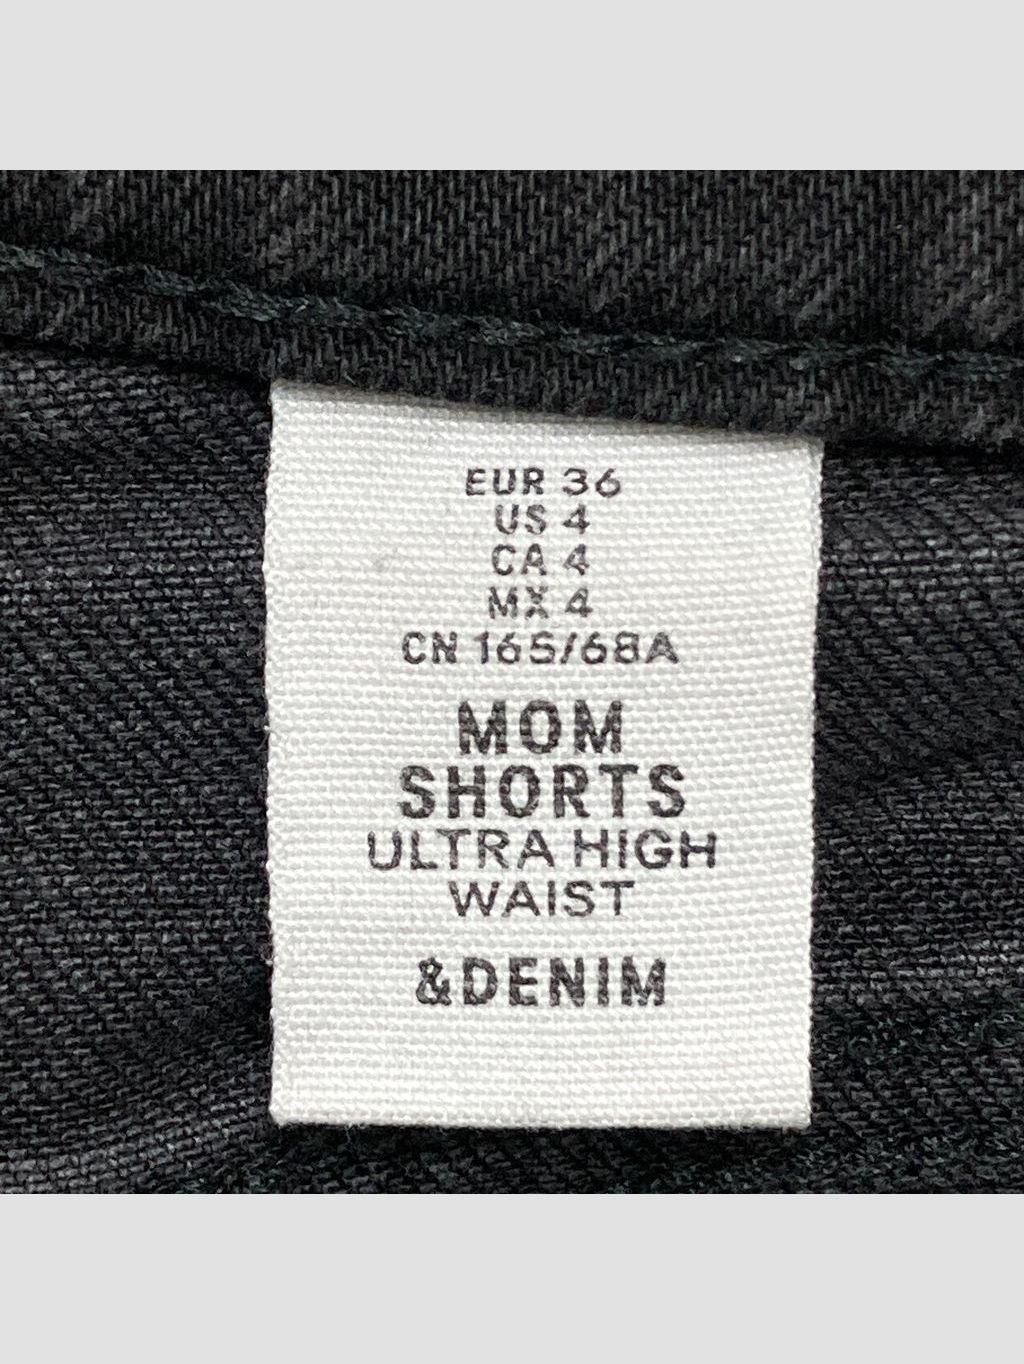 EUR 36
US 4
CA 4
MX 4
CN 165/68A
MOM
SHORTS
ULTRA HIGH
WAIST
&DENIM